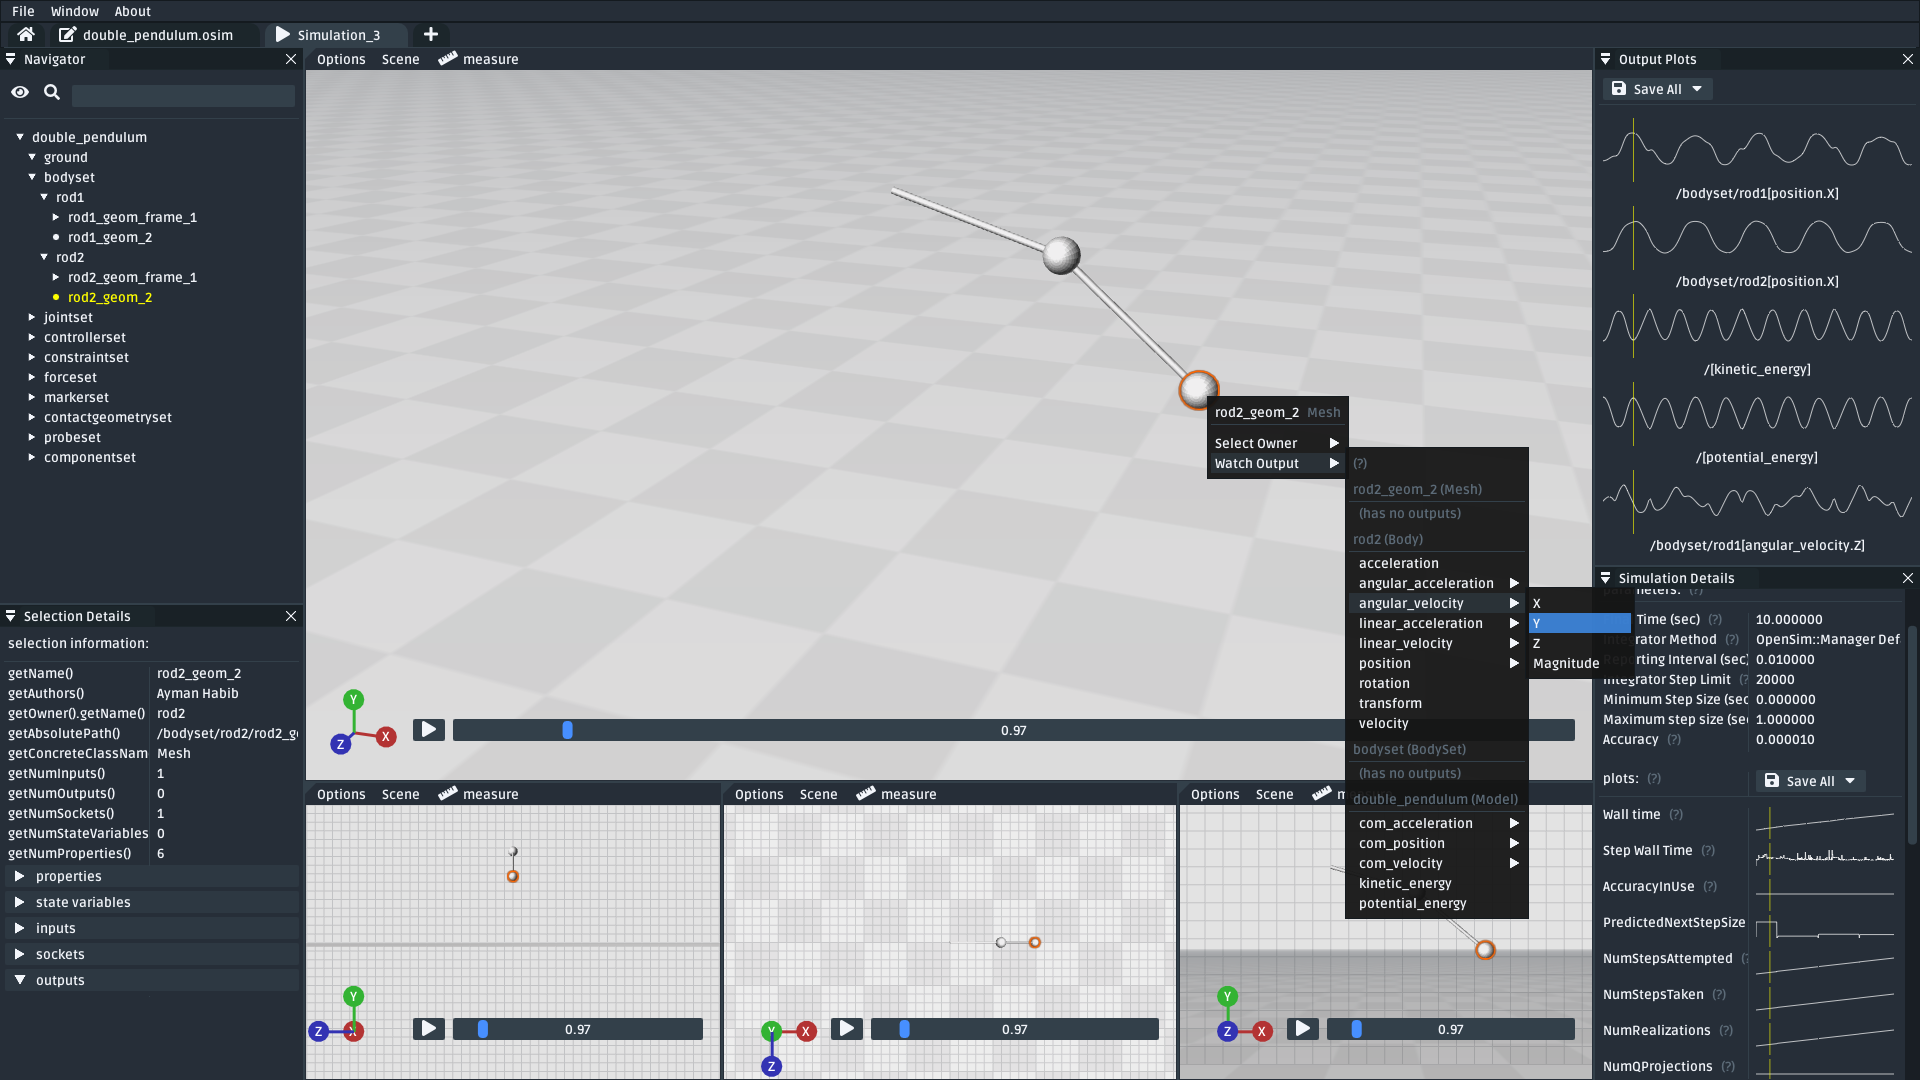 File Window About
double_pendulum.osim Simulation_3
Navigator
double_pendulum
ground
bodyset
rod1
rod1_geom_frame_1
rod1_geom_2
rod2
rod2_geom_frame_1
rod2_geom_2
jointset
controllerset
constraintset
forceset
markerset
contactgeometryset
probeset
componentset
Selection Details
selection information:
getName() rod2_geom_2
getAuthors() Ayman Habib
getOwner().getName() rod2
getAbsolutePath() /bodyset/rod2/rod2_g
getConcreteClassNam Mesh
getNumInputs() 1
getNumOutputs() 0
getNumSockets() 1
getNumStateVariables 0
getNumProperties() 6
properties
state variables
inputs
sockets
outputs
Options Scene measure
rod2_geom_2 Mesh
Select Owner
Watch Output
(?)
rod2_geom_2 (Mesh)
(has no outputs)
rod2 (Body)
acceleration
angular_acceleration
angular_velocity
linear_acceleration
linear_velocity
position
rotation
transform
velocity
bodyset (BodySet)
(has no outputs)
double_pendulum (Model)
com_acceleration
com_position
com_velocity
kinetic_energy
potential_energy
X
Y
Z
Magnitude
Y
X
Z
0.97
Options Scene measure
Y
Z X
0.97
Options Scene measure
Y X
Z
0.97
Options Scene m
Y
Z X
0.97
Output Plots
Save All
/bodyset/rod1[position.X]
/bodyset/rod2[position.X]
/[kinetic_energy]
/[potential_energy]
/bodyset/rod1[angular_velocity.Z]
Simulation Details
parameters: (?)
Time (sec) (?) 10.000000
Integrator Method (?) OpenSim::Manager Def
Reporting Interval (sec 0.010000
Integrator Step Limit (? 20000
Minimum Step Size (sec 0.000000
Maximum step size (sec 1.000000
Accuracy (?) 0.000010
plots: (?) Save All
Wall time (?)
Step Wall Time (?)
AccuracyInUse (?)
PredictedNextStepSize
NumStepsAttempted (?
NumStepsTaken (?)
NumRealizations (?)
NumQProjections (?)